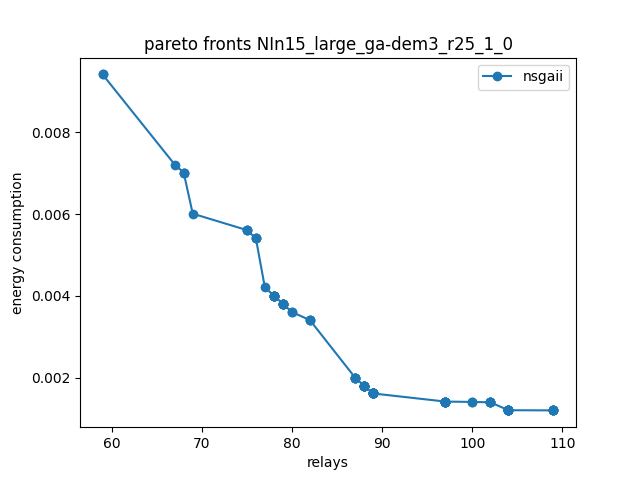 pareto fronts NIn15_large_ga-dem3_r25_1_0
nsgaii
energy consumption
0.008
0.006
0.004
0.002
60 70 80 90 100 110
relays